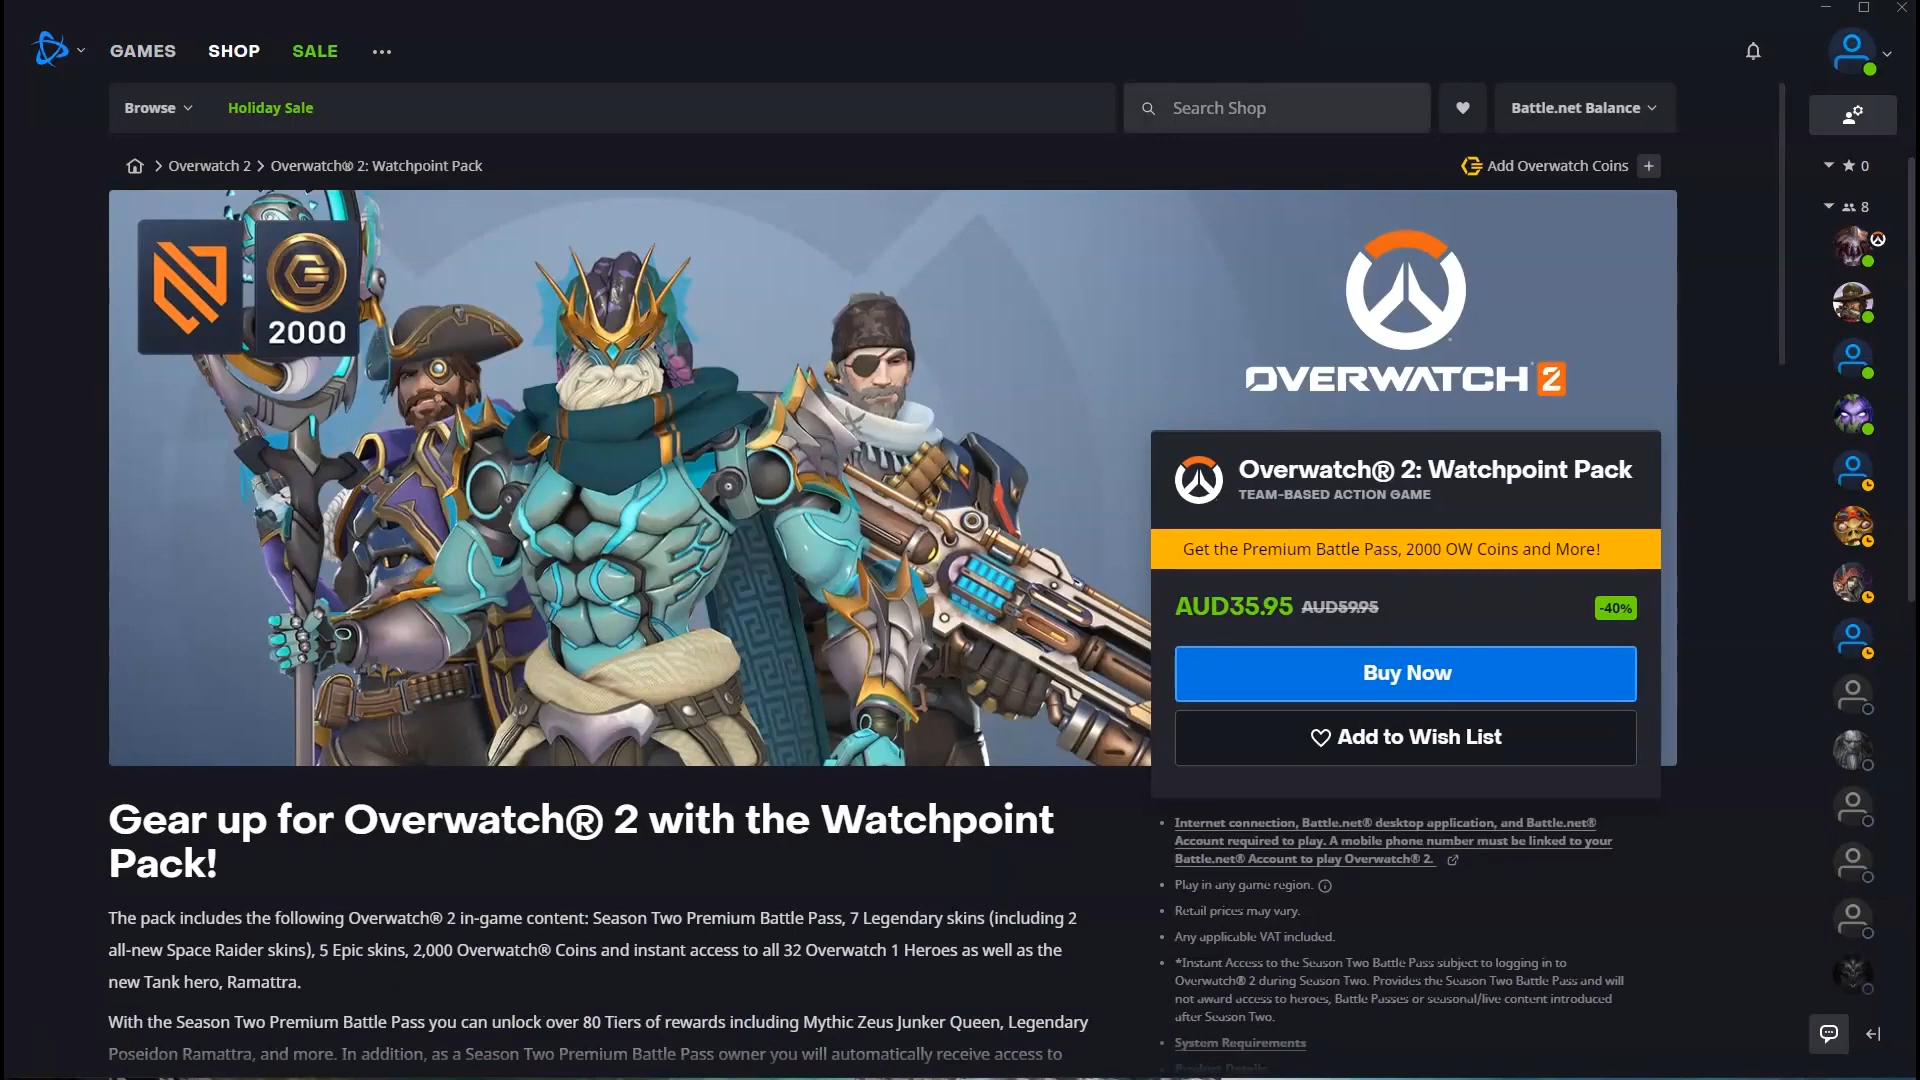 GAMES
SHOP
SALE
Browse
Holiday Sale
Search Shop
Battle.net Balance
Overwatch 2
Overwatch® 2: Watchpoint Pack
Add Overwatch Coins
0
8
2000
OVERWATCH 2
Overwatch® 2: Watchpoint Pack
TEAM-BASED ACTION GAME
Get the Premium Battle Pass, 2000 OW Coins and More!
AUD35.95 AUD59.95
-40%
Buy Now
Add to Wish List
Gear up for Overwatch® 2 with the Watchpoint
Pack!
The pack includes the following Overwatch® 2 in-game content: Season Two Premium Battle Pass, 7 Legendary skins (including 2
all-new Space Raider skins), 5 Epic skins, 2,000 Overwatch® Coins and instant access to all 32 Overwatch 1 Heroes as well as the
new Tank hero, Ramattra.
With the Season Two Premium Battle Pass you can unlock over 80 Tiers of rewards including Mythic Zeus Junker Queen, Legendary
Poseidon Ramattra, and more. In addition, as a Season Two Premium Battle Pass owner you will automatically receive access to
Internet connection, Battle.net® desktop application, and Battle.net®
Account required to play. A mobile phone number must be linked to your
Battle.net® Account to play Overwatch® 2.
Play in any game region.
Retail prices may vary.
Any applicable VAT included.
*Instant Access to the Season Two Battle Pass subject to logging in to
Overwatch® 2 during Season Two. Provides the Season Two Battle Pass and will
not award access to heroes, Battle Passes or seasonal/live content introduced
after Season Two.
System Requirements
Product Details